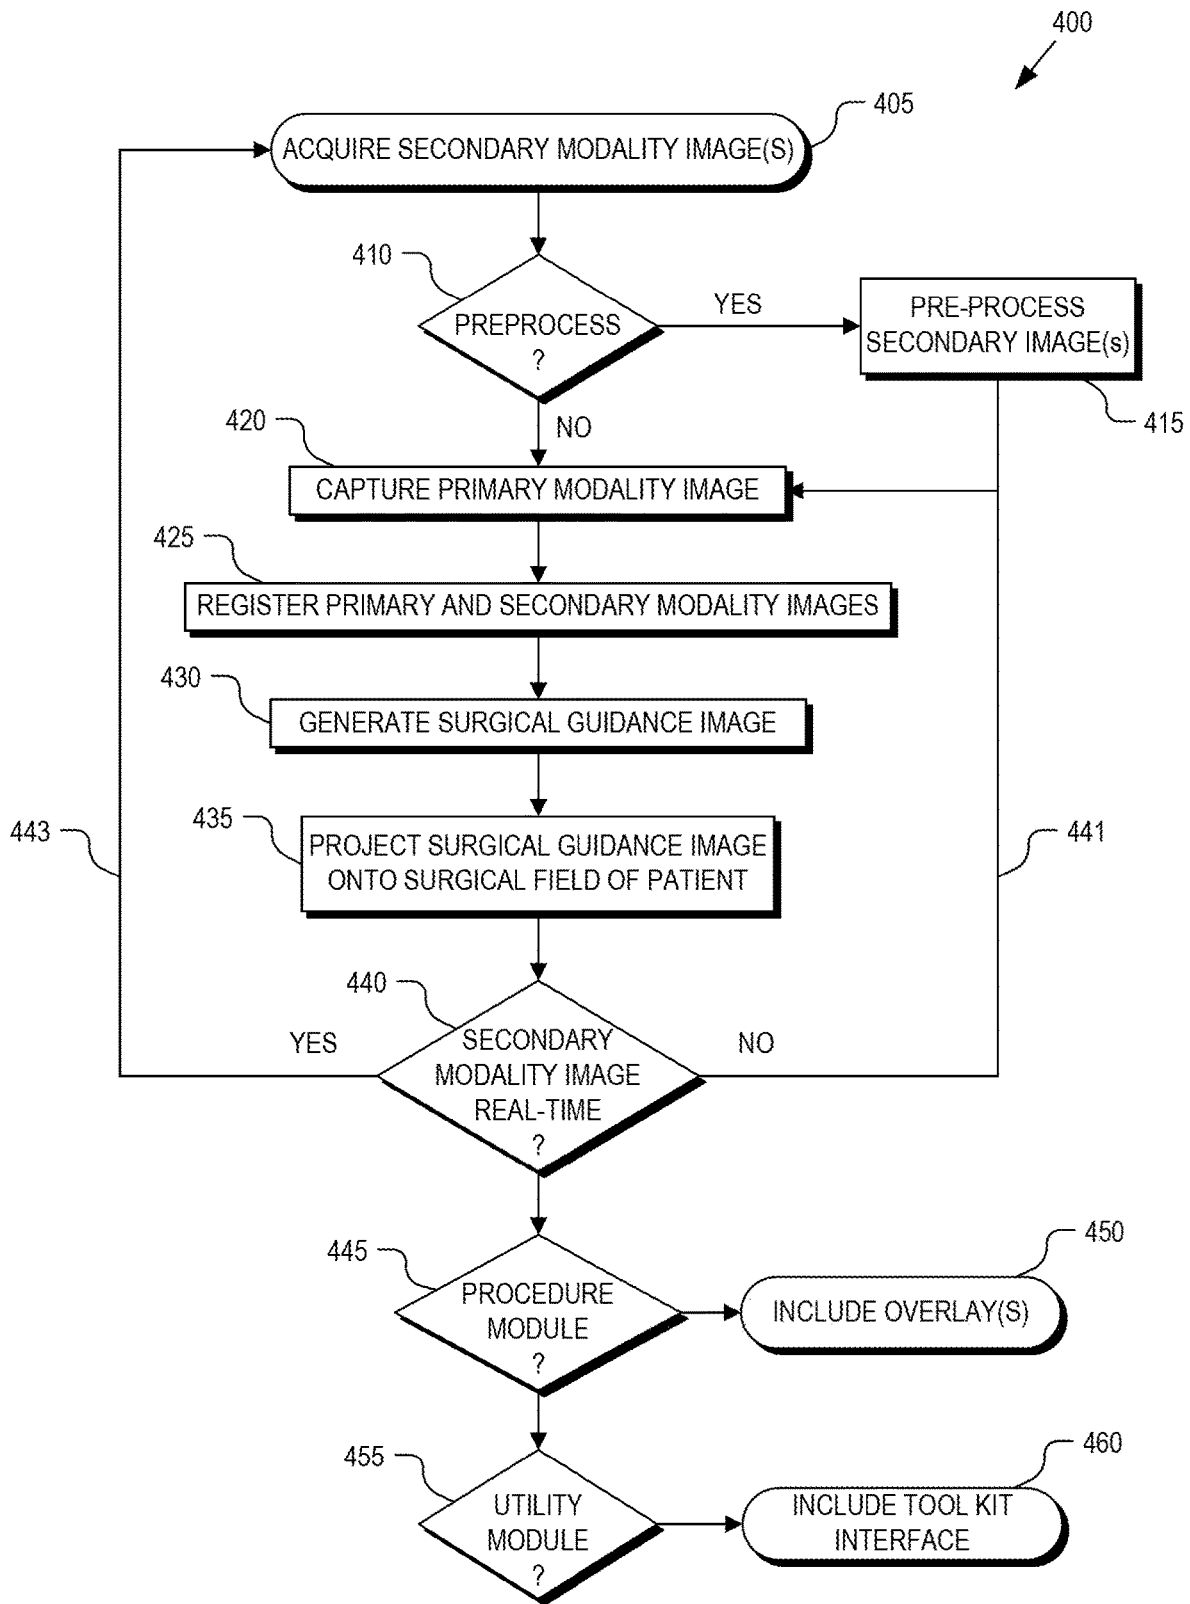 400
405
ACQUIRE SECONDARY MODALITY IMAGE(S)
410
PREPROCESS
?
YES
PRE-PROCESS
SECONDARY IMAGE(s)
415
NO
420
CAPTURE PRIMARY MODALITY IMAGE
425
REGISTER PRIMARY AND SECONDARY MODALITY IMAGES
430
GENERATE SURGICAL GUIDANCE IMAGE
443
435
PROJECT SURGICAL GUIDANCE IMAGE
ONTO SURGICAL FIELD OF PATIENT
441
440
YES
SECONDARY
MODALITY IMAGE
REAL-TIME
?
NO
445
PROCEDURE
MODULE
?
450
INCLUDE OVERLAY(S)
455
UTILITY
MODULE
?
460
INCLUDE TOOL KIT
INTERFACE